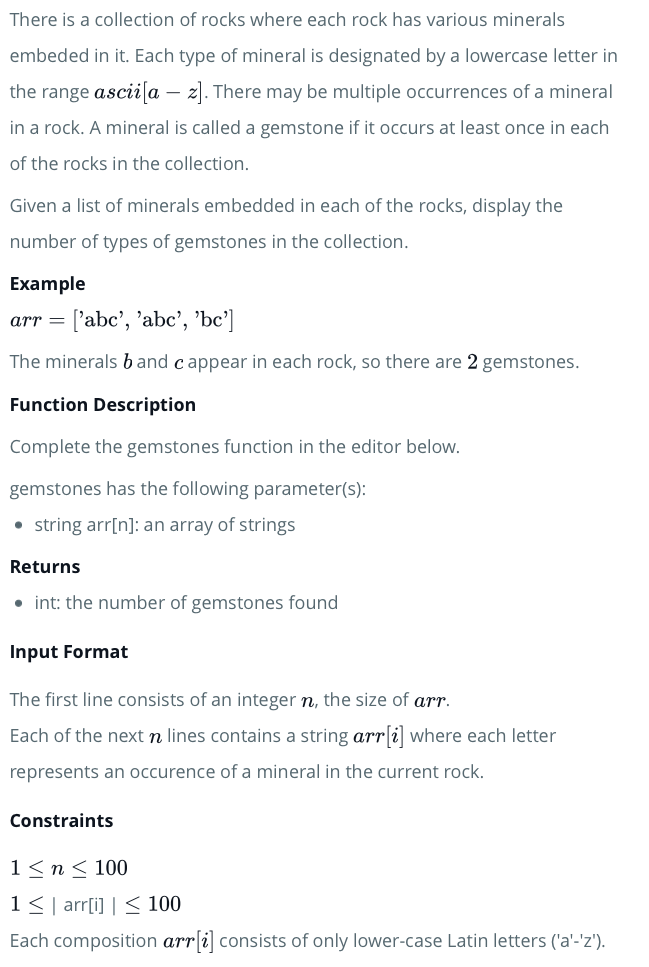 There is a collection of rocks where each rock has various minerals
embeded in it. Each type of mineral is designated by a lowercase letter in
the range ascii[a − z]. There may be multiple occurrences of a mineral
in a rock. A mineral is called a gemstone if it occurs at least once in each
of the rocks in the collection.
Given a list of minerals embedded in each of the rocks, display the
number of types of gemstones in the collection.
Example
arr = [’abc’, ’abc’, ’bc’]
The minerals b and c appear in each rock, so there are 2 gemstones.
Function Description
Complete the gemstones function in the editor below.
gemstones has the following parameter(s):
• string arr[n]: an array of strings
Returns
• int: the number of gemstones found
Input Format
The first line consists of an integer n, the size of arr.
Each of the next n lines contains a string arr[i] where each letter
represents an occurence of a mineral in the current rock.
Constraints
1 ≤ n ≤ 100
1 ≤ | arr[i] | ≤ 100
Each composition arr[i] consists of only lower-case Latin letters ('a'-'z').